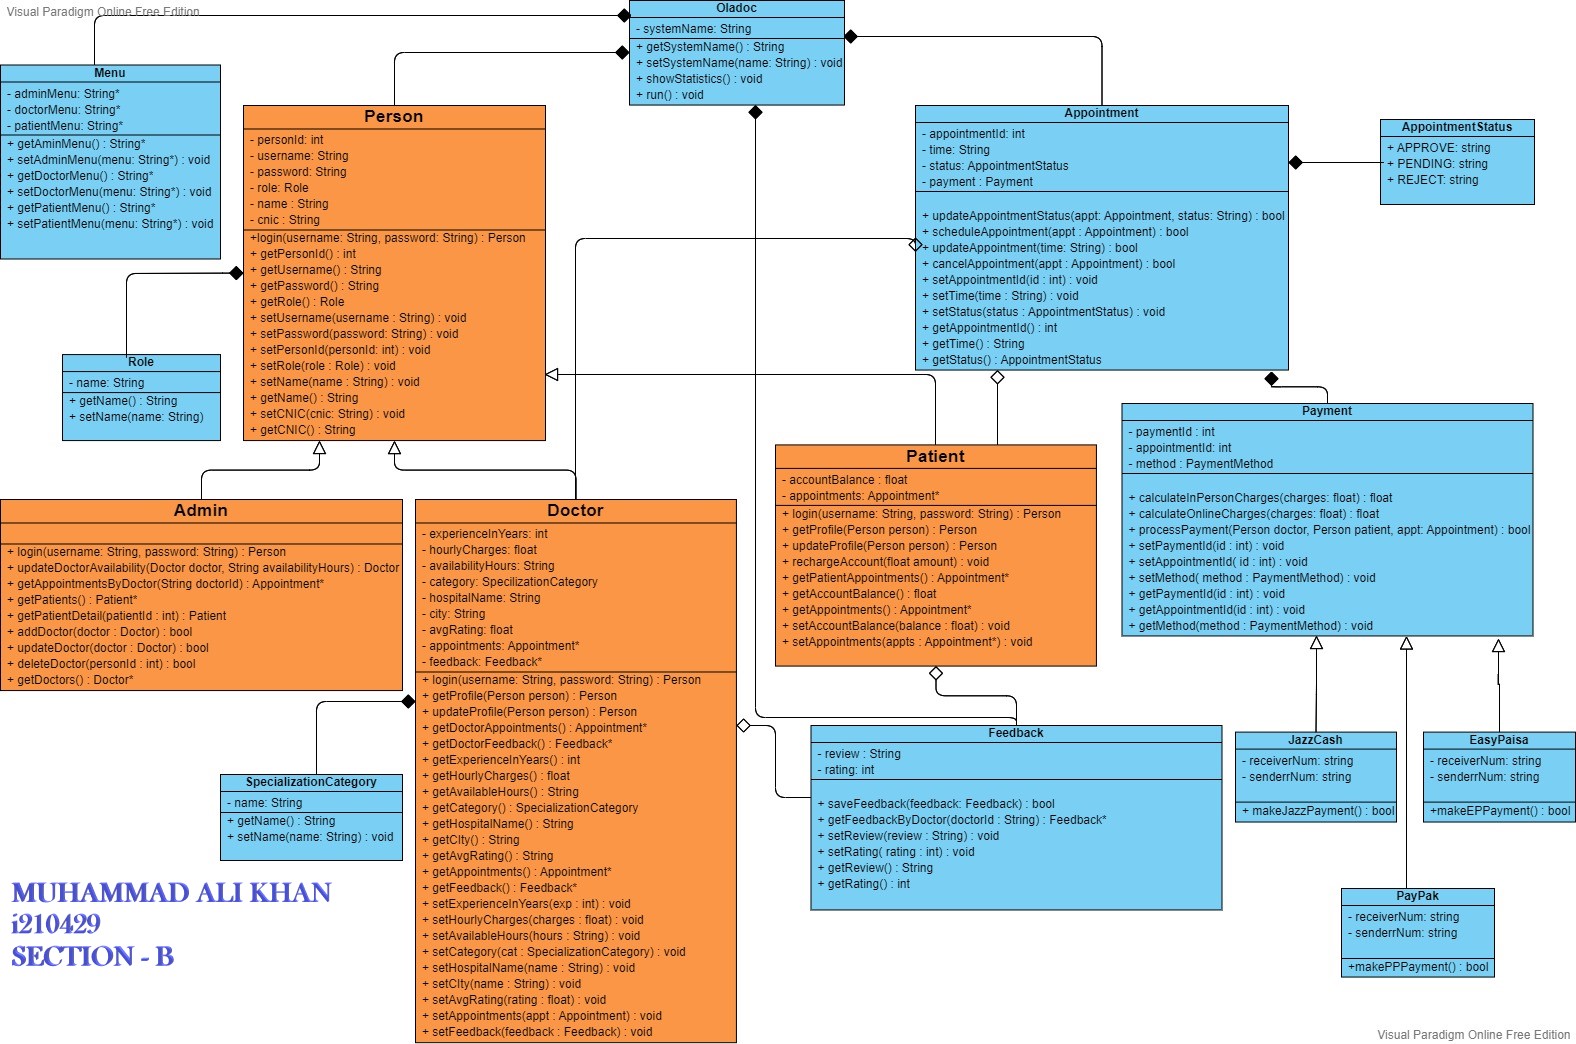 Visual Paradigm Online Free Edition
Oladoc
- systemName: String
+ getSystemName() : String
+ setSystemName(name: String) : void
+ showStatistics() : void
+ run() : void
Menu
- adminMenu: String*
- doctorMenu: String*
- patientMenu: String*
+ getAminMenu() : String*
+ setAdminMenu(menu: String*) : void
+ getDoctorMenu() : String*
+ setDoctorMenu(menu: String*) : void
+ getPatientMenu() : String*
+ setPatientMenu(menu: String*) : void
Person
- personId: int
- username: String
- password: String
- role: Role
- name : String
- cnic : String
+login(username: String, password: String) : Person
+ getPersonId() : int
+ getUsername() : String
+ getPassword() : String
+ getRole() : Role
+ setUsername(username : String) : void
+ setPassword(password: String) : void
+ setPersonId(personId: int) : void
+ setRole(role : Role) : void
+ setName(name : String) : void
+ getName() : String
+ setCNIC(cnic: String) : void
+ getCNIC() : String
Appointment
- appointmentId: int
- time: String
- status: AppointmentStatus
- payment : Payment
+ updateAppointmentStatus(appt: Appointment, status: String) : bool
+ scheduleAppointment(appt : Appointment) : bool
+ updateAppointment(time: String) : bool
+ cancelAppointment(appt : Appointment) : bool
+ setAppointmentId(id : int) : void
+ setTime(time : String) : void
+ setStatus(status : AppointmentStatus) : void
+ getAppointmentId() : int
+ getTime() : String
+ getStatus() : AppointmentStatus
AppointmentStatus
+ APPROVE: string
+ PENDING: string
+ REJECT: string
Role
- name: String
+ getName() : String
+ setName(name: String)
Payment
- paymentId : int
- appointmentId: int
- method : PaymentMethod
+ calculateInPersonCharges(charges: float) : float
+ calculateOnlineCharges(charges: float) : float
+ processPayment(Person doctor, Person patient, appt: Appointment) : bool
+ setPaymentId(id : int) : void
+ setAppointmentId( id : int) : void
+ setMethod( method : PaymentMethod) : void
+ getPaymentId(id : int) : void
+ getAppointmentId(id : int) : void
+ getMethod(method : PaymentMethod) : void
Patient
- accountBalance : float
- appointments: Appointment*
+ login(username: String, password: String) : Person
+ getProfile(Person person) : Person
+ updateProfile(Person person) : Person
+ rechargeAccount(float amount) : void
+ getPatientAppointments() : Appointment*
+ getAccountBalance() : float
+ getAppointments() : Appointment*
+ setAccountBalance(balance : float) : void
+ setAppointments(appts : Appointment*) : void
Admin
+ login(username: String, password: String) : Person
+ updateDoctorAvailability(Doctor doctor, String availabilityHours) : Doctor
+ getAppointmentsByDoctor(String doctorId) : Appointment*
+ getPatients() : Patient*
+ getPatientDetail(patientId : int) : Patient
+ addDoctor(doctor : Doctor) : bool
+ updateDoctor(doctor : Doctor) : bool
+ deleteDoctor(personId : int) : bool
+ getDoctors() : Doctor*
Doctor
- experienceInYears: int
- hourlyCharges: float
- availabilityHours: String
- category: SpecilizationCategory
- hospitalName: String
- city: String
- avgRating: float
- appointments: Appointment*
- feedback: Feedback*
+ login(username: String, password: String) : Person
+ getProfile(Person person) : Person
+ updateProfile(Person person) : Person
+ getDoctorAppointments() : Appointment*
+ getDoctorFeedback() : Feedback*
+ getExperienceInYears() : int
+ getHourlyCharges() : float
+ getAvailableHours() : String
+ getCategory() : SpecializationCategory
+ getHospitalName() : String
+ getCIty() : String
+ getAvgRating() : String
+ getAppointments() : Appointment*
+ getFeedback() : Feedback*
+ setExperienceInYears(exp : int) : void
+ setHourlyCharges(charges : float) : void
+ setAvailableHours(hours : String) : void
+ setCategory(cat : SpecializationCategory) : void
+ setHospitalName(name : String) : void
+ setCIty(name : String) : void
+ setAvgRating(rating : float) : void
+ setAppointments(appt : Appointment) : void
+ setFeedback(feedback : Feedback) : void
SpecializationCategory
- name: String
+ getName() : String
+ setName(name: String) : void
Feedback
- review : String
- rating: int
+ saveFeedback(feedback: Feedback) : bool
+ getFeedbackByDoctor(doctorId : String) : Feedback*
+ setReview(review : String) : void
+ setRating( rating : int) : void
+ getReview() : String
+ getRating() : int
JazzCash
- receiverNum: string
- senderrNum: string
+ makeJazzPayment() : bool
EasyPaisa
- receiverNum: string
- senderrNum: string
+makeEPPayment() : bool
PayPak
- receiverNum: string
- senderrNum: string
+makePPPayment() : bool
MUHAMMAD ALI KHAN
i210429
SECTION - B
Visual Paradigm Online Free Edition